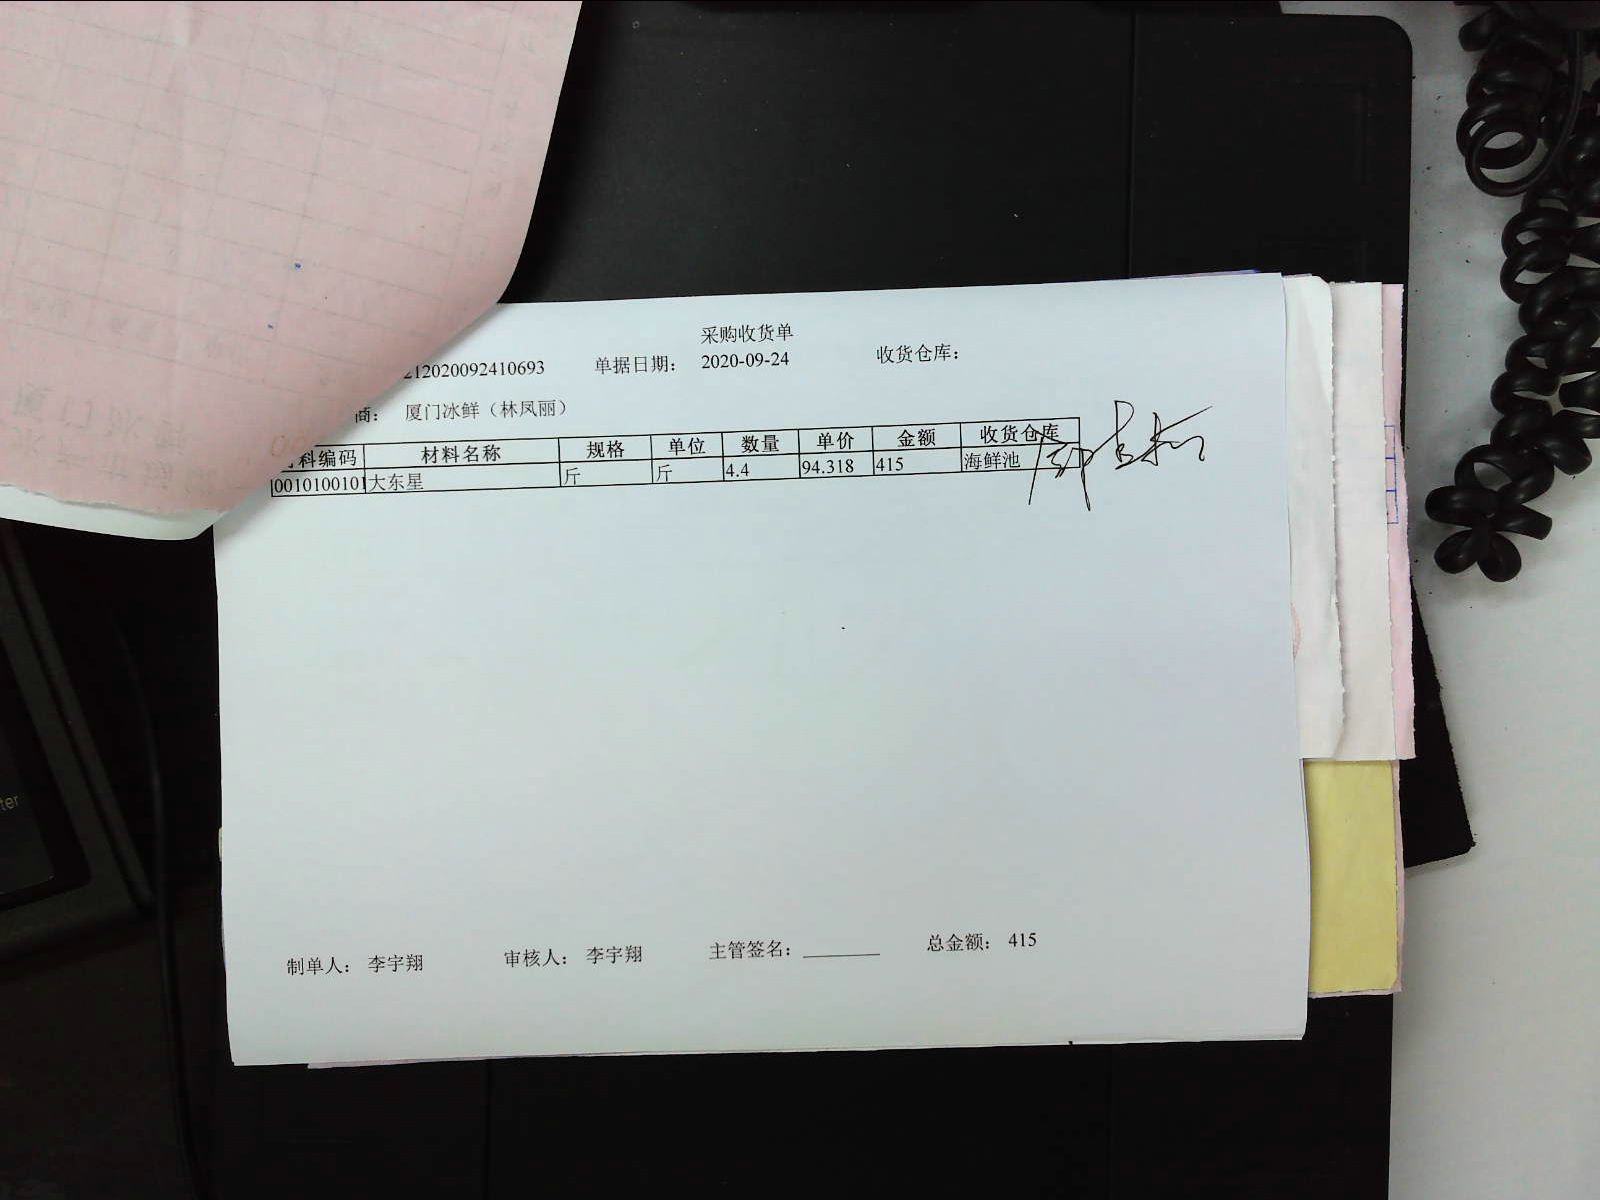 采购收货单
212020092410693 单据日期： 2020-09-24 收货仓库：
商： 厦门冰鲜（林凤丽）
料编码 材料名称 规格 单位 数量 单价 金额 收货仓库
0010100101 大东星 斤 斤 4.4 94.318 415 海鲜池
制单人： 李宇翔 审核人： 李宇翔 主管签名： 总金额： 415